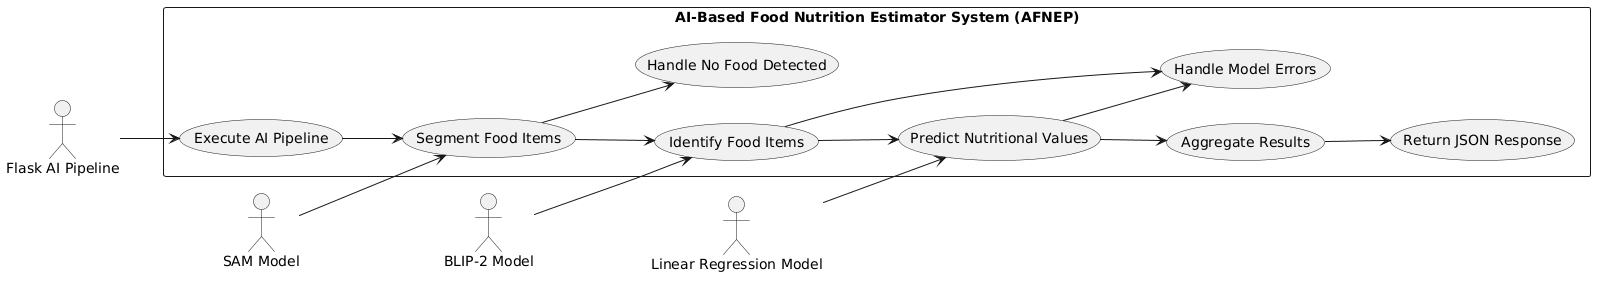 AI-Based Food Nutrition Estimator System (AFNEP)
Handle No Food Detected
Handle Model Errors
Execute AI Pipeline
Segment Food Items
Identify Food Items
Predict Nutritional Values
Aggregate Results
Return JSON Response
Flask AI Pipeline
SAM Model
BLIP-2 Model
Linear Regression Model